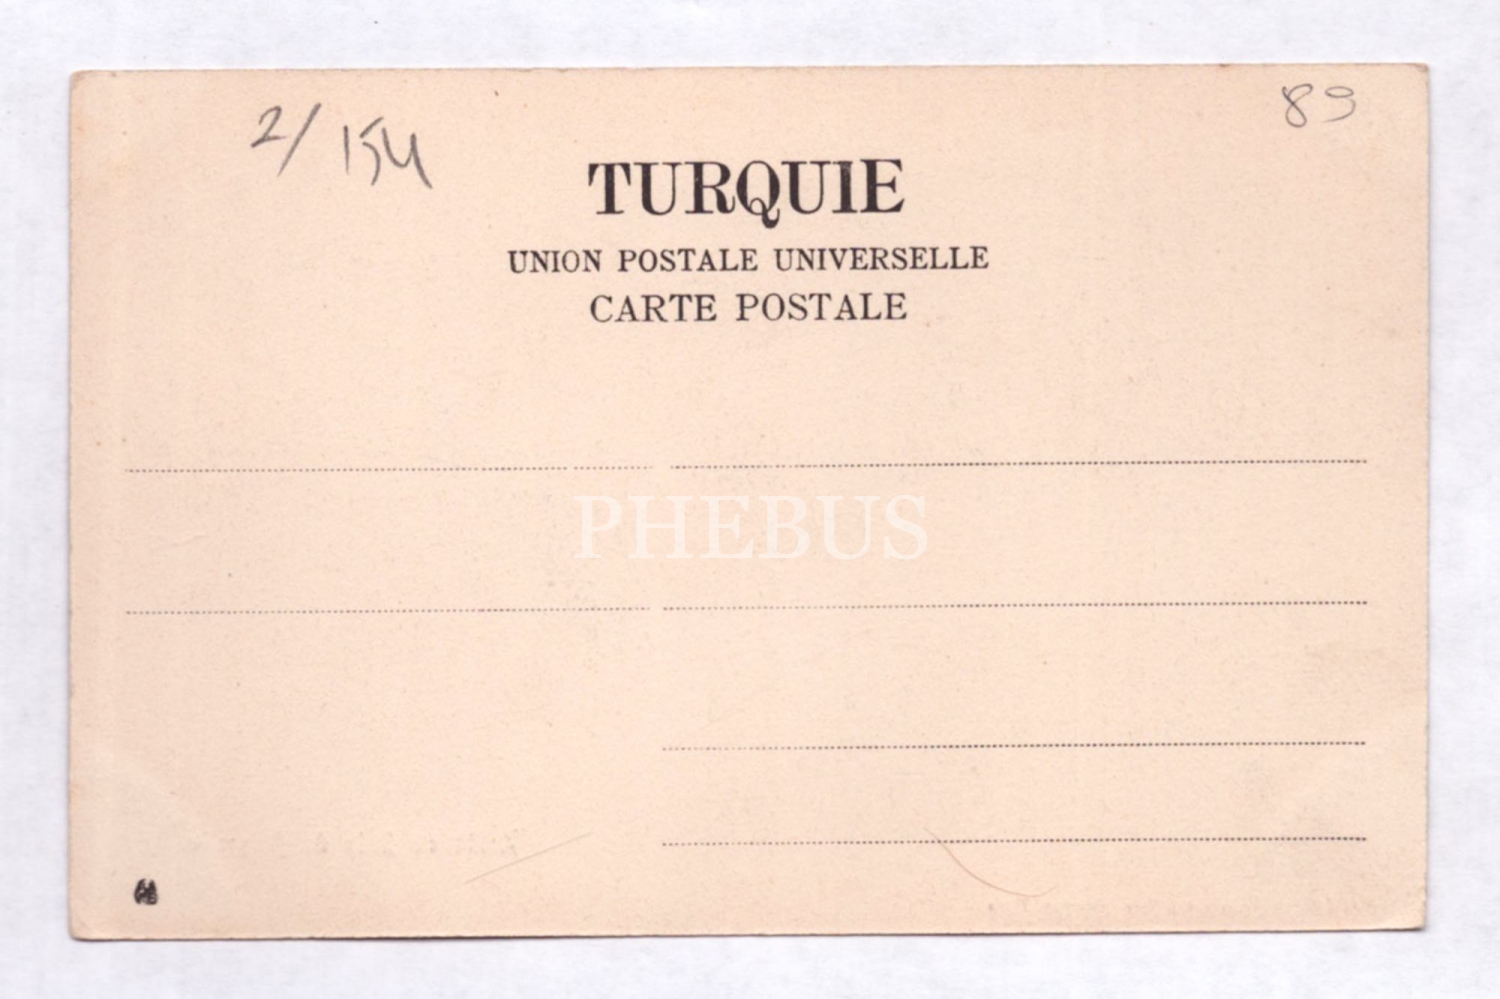 2/154
89
TURQUIE
UNION POSTALE UNIVERSELLE
CARTE POSTALE
PHEBUS